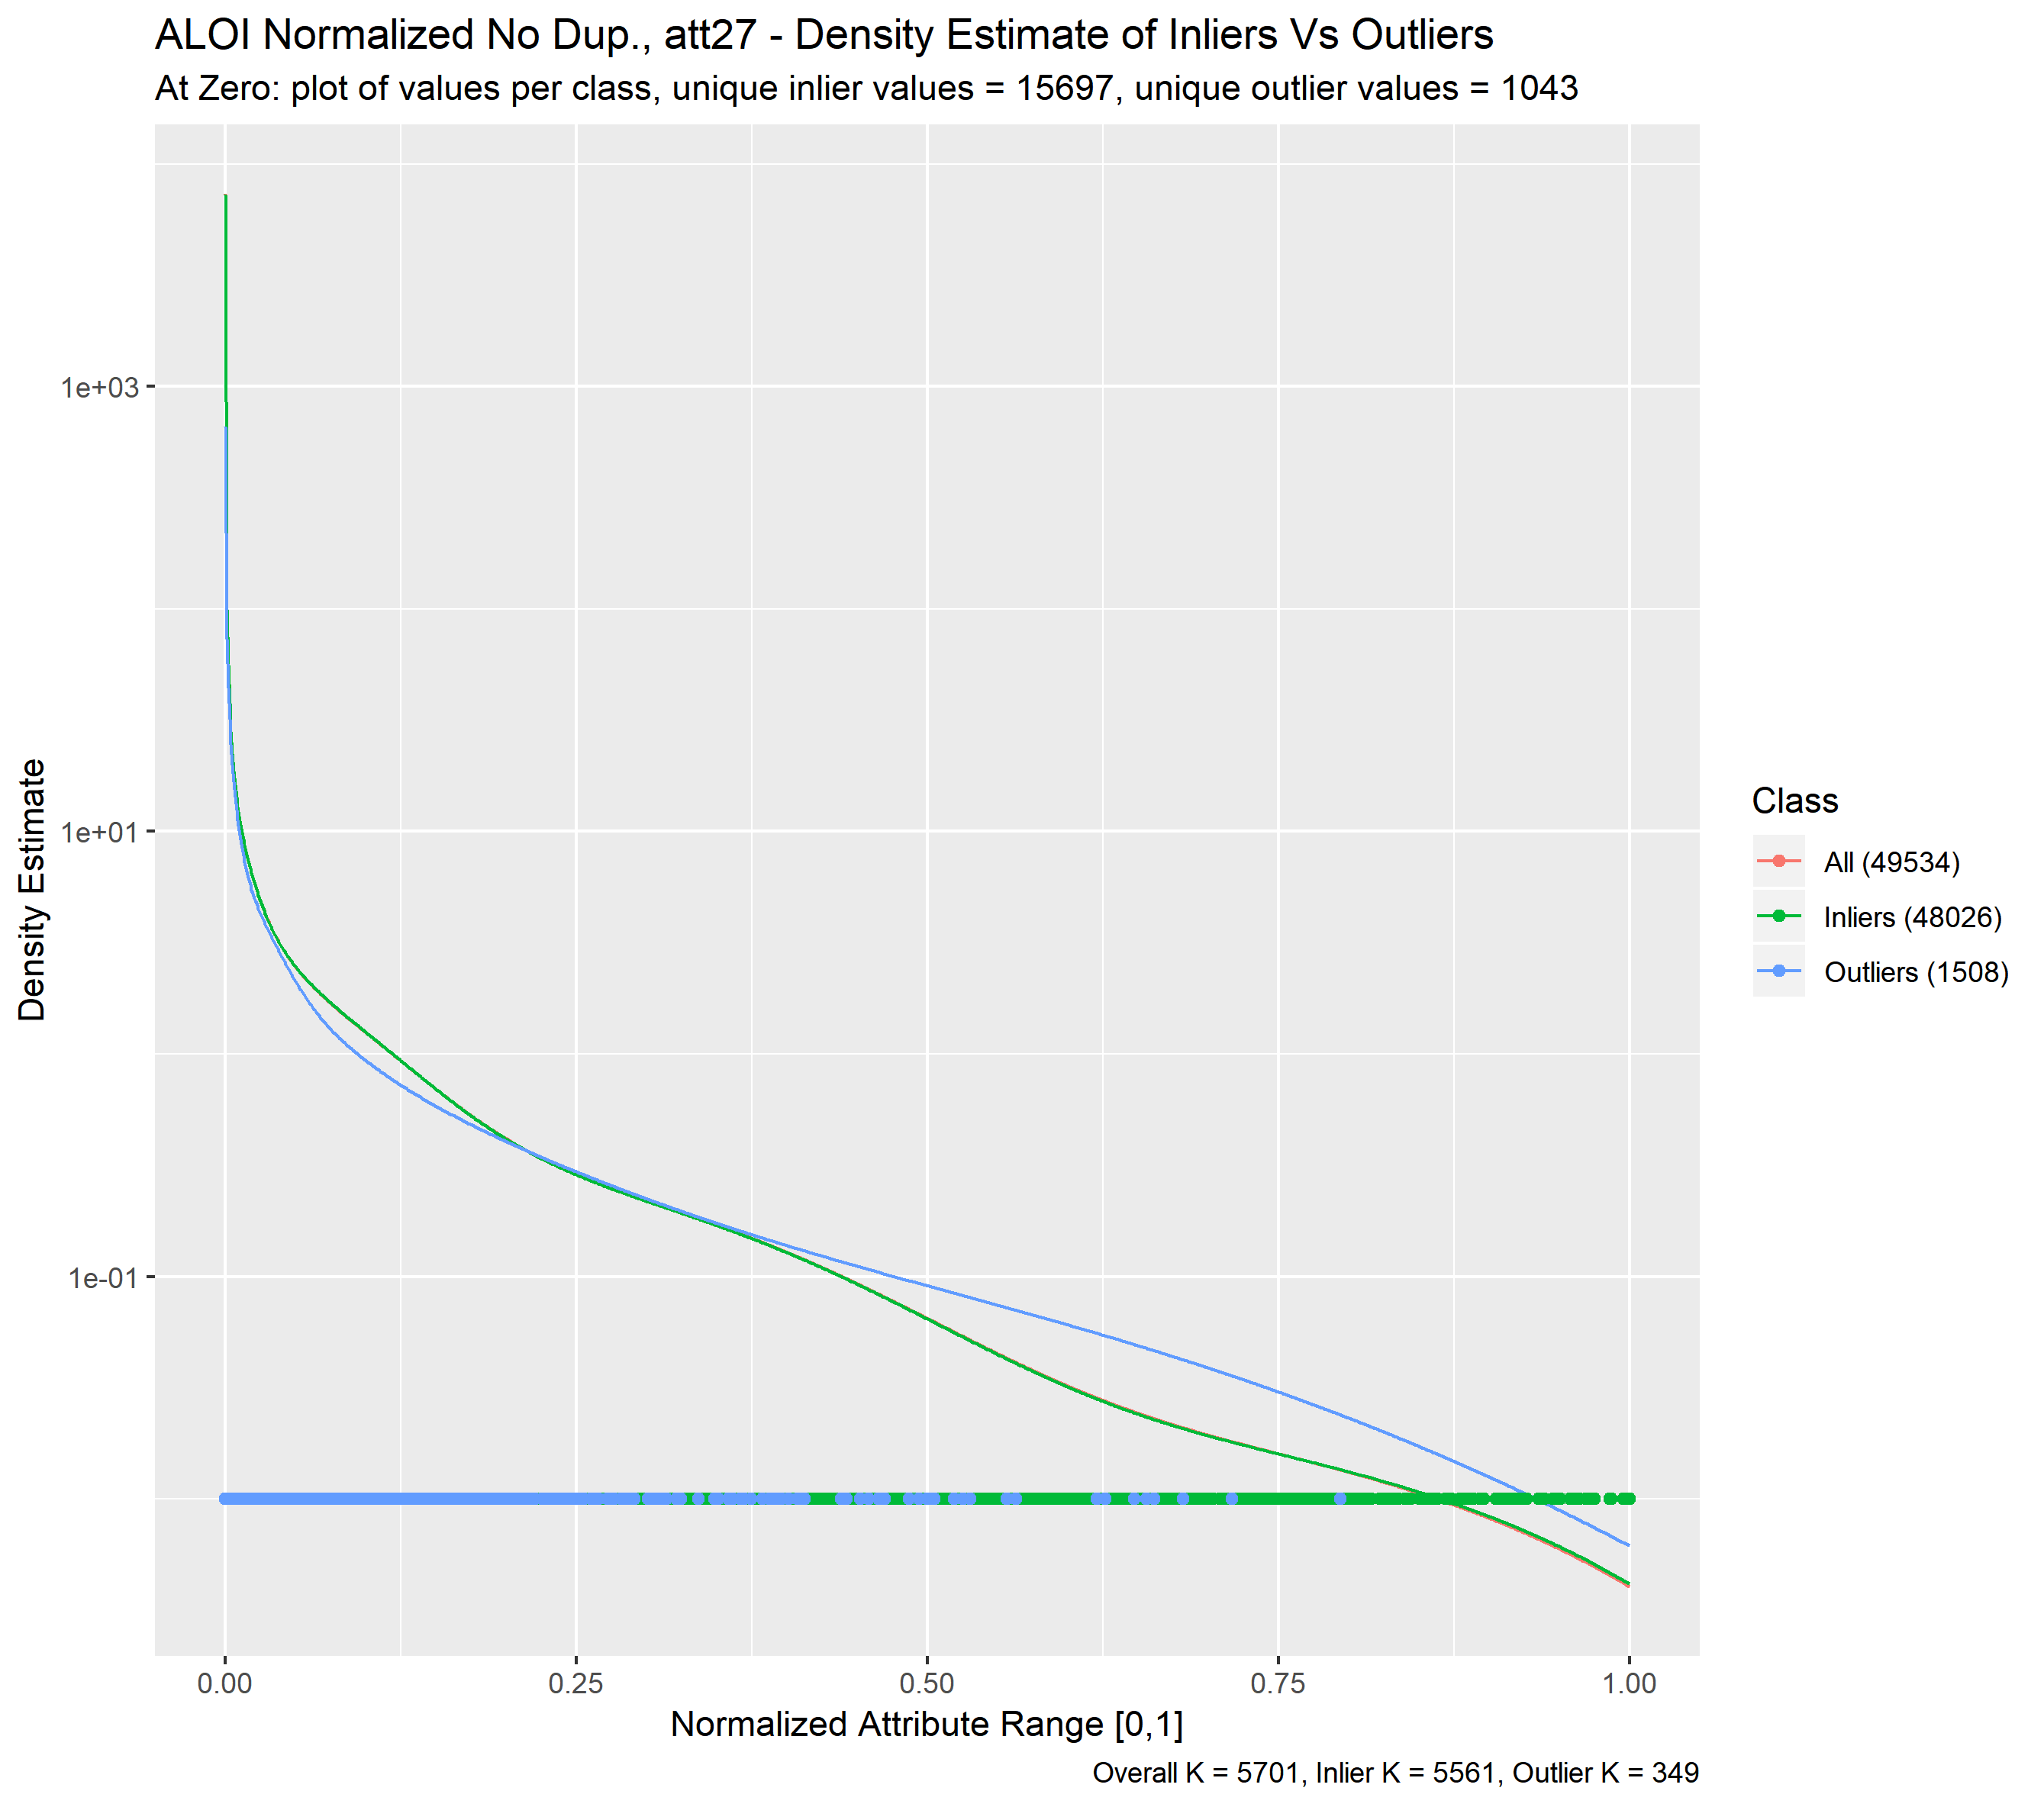 ALOI Normalized No Dup., att27 - Density Estimate of Inliers Vs Outliers
At Zero: plot of values per class, unique inlier values = 15697, unique outlier values = 1043
Density Estimate
1e+03
1e+01
1e-01
0.00
0.25
0.50
0.75
1.00
Normalized Attribute Range [0,1]
Class
All (49534)
Inliers (48026)
Outliers (1508)
Overall K = 5701, Inlier K = 5561, Outlier K = 349